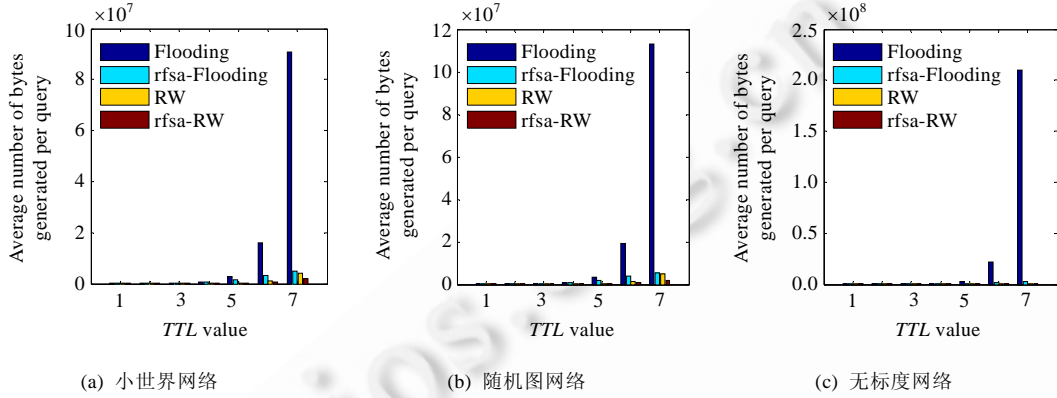 ×10^7
Average number of bytes
generated per query
10
8
6
4
2
0
Flooding
rfsa-Flooding
RW
rfsa-RW
1 3 5 7
TTL value
(a) 小世界网络
×10^7
Average number of bytes
generated per query
12
10
8
6
4
2
0
Flooding
rfsa-Flooding
RW
rfsa-RW
1 3 5 7
TTL value
(b) 随机图网络
×10^8
Average number of bytes
generated per query
2.5
2.0
1.5
1.0
0.5
0.0
Flooding
rfsa-Flooding
RW
rfsa-RW
1 3 5 7
TTL value
(c) 无标度网络